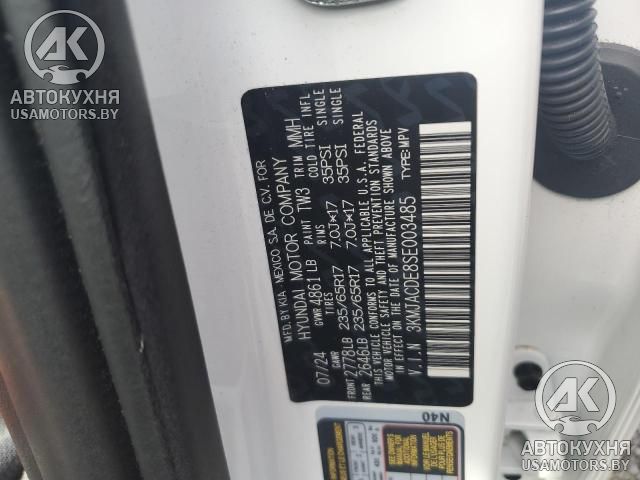 MFD.BY KIA-MEXICO S.A. DE C.V. FOR
HYUNDAI MOTOR COMPANY
07/24 GVWR 4861LB PAINT TW3 TRIM MMH
GAWR TIRES RIMS COLD TIRE INFL
FRONT 2778LB 235/65R17 7.0J*17 35PSI SINGLE
REAR 2646LB 235/65R17 7.0J*17 35PSI SINGLE
THIS VEHICLE CONFORMS TO ALL APPLICABLE U.S.A. FEDERAL
MOTOR VEHICLE SAFETY AND THEFT PREVENTION STANDARDS
IN EFFECT ON THE DATE OF MANUFACTURE SHOWN ABOVE
V.I.N 3KMJACDE8SE003485 TYPE:MPV
N40
AK
АВТОКУХНЯ
USAMOTORS.BY
AK
АВТОКУХНЯ
USAMOTORS.BY